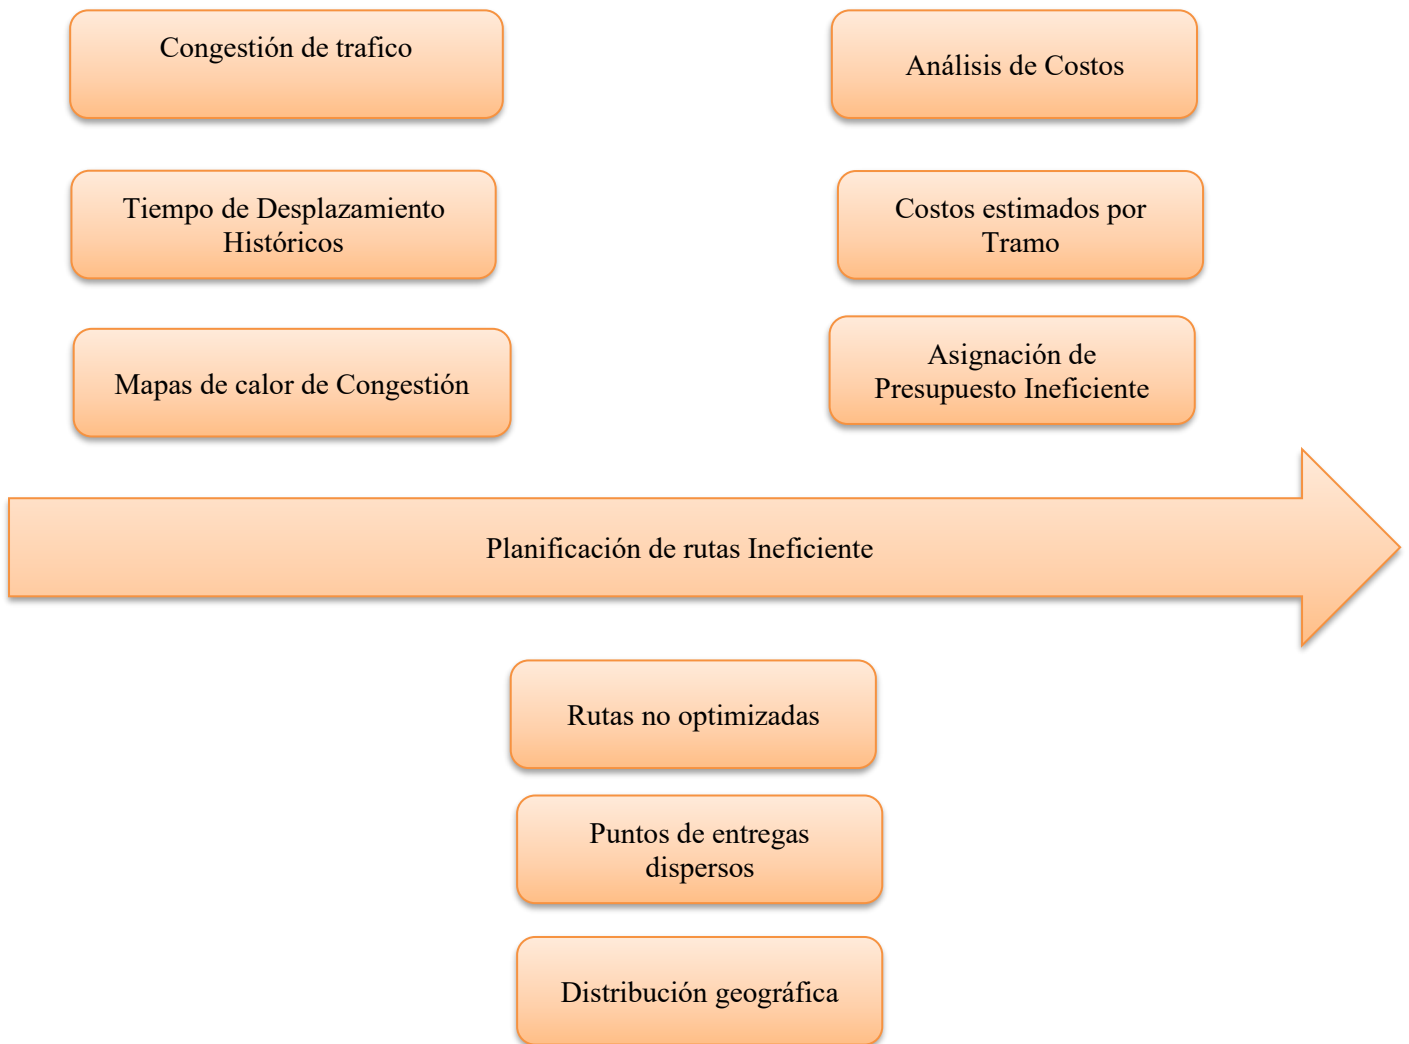 Congestión de trafico
Análisis de Costos
Tiempo de Desplazamiento
Históricos
Costos estimados por
Tramo
Mapas de calor de Congestión
Asignación de
Presupuesto Ineficiente
Planificación de rutas Ineficiente
Rutas no optimizadas
Puntos de entregas
dispersos
Distribución geográfica